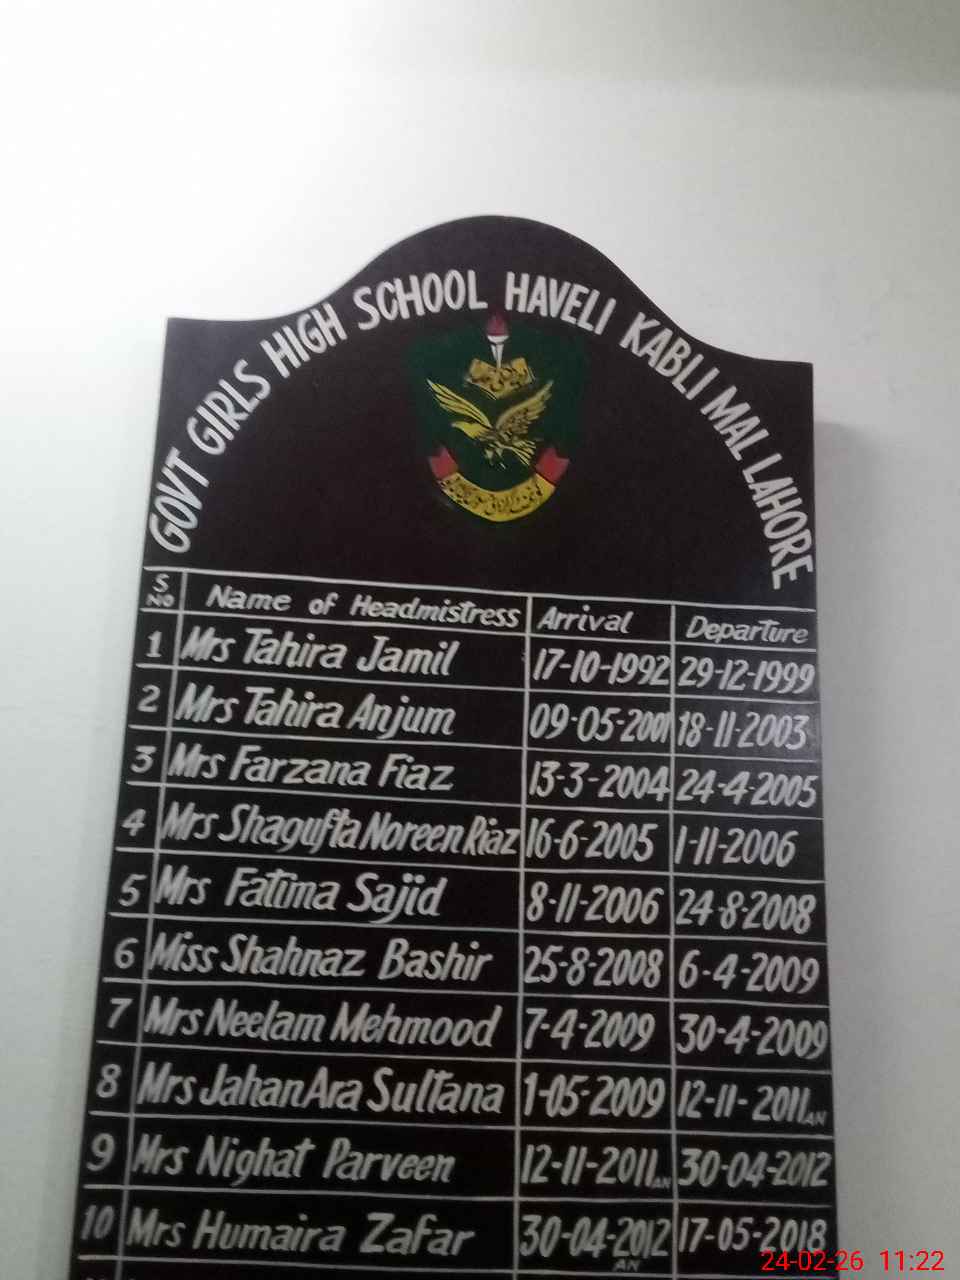 GOVT GIRLS HIGH SCHOOL HAVELI KABLI MAL LAHORE
S NO Name of Headmistress Arrival Departure
1 Mrs Tahira Jamil 17-10-1992 29-12-1999
2 Mrs Tahira Anjum 09-05-2001 18-11-2003
3 Mrs Farzana Fiaz 13-3-2004 24-4-2005
4 Mrs Shagufta Noreen Riaz 16-6-2005 1-11-2006
5 Mrs Fatima Sajid 8-11-2006 24-8-2008
6 Miss Shahnaz Bashir 25-8-2008 6-4-2009
7 Mrs Neelam Mehmood 7-4-2009 30-4-2009
8 Mrs Jahan Ara Sultana 1-05-2009 12-11-2011 AN
9 Mrs Nighat Parveen 12-11-2011 AN 30-04-2012
10 Mrs Humaira Zafar 30-04-2012 AN 17-05-2018
24-02-26 11:22